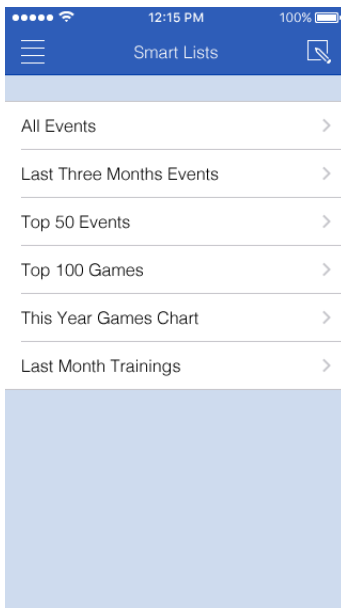 12:15 PM 100%
Smart Lists
All Events
Last Three Months Events
Top 50 Events
Top 100 Games
This Year Games Chart
Last Month Trainings